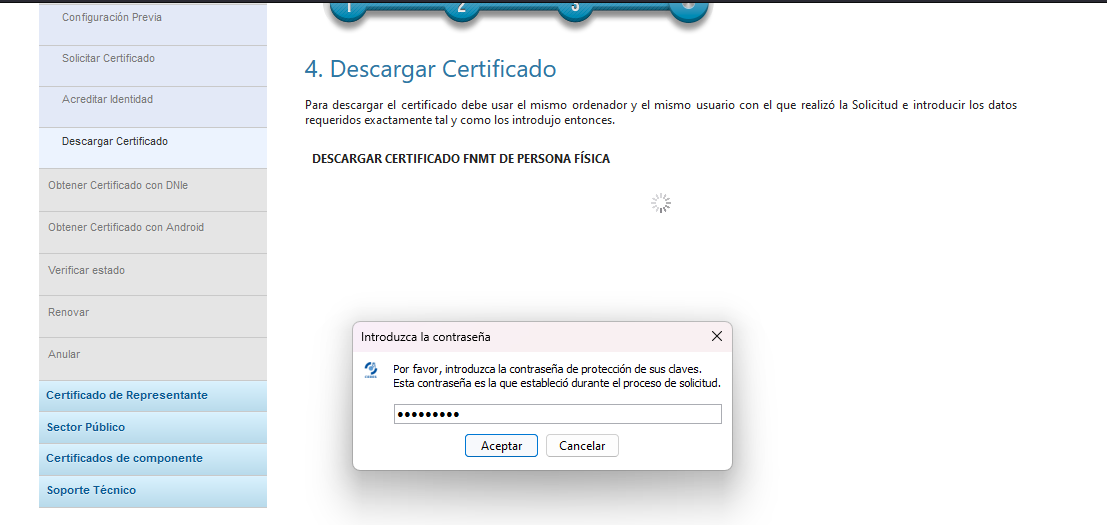 1 2 3
Configuración Previa
Solicitar Certificado
Acreditar Identidad
Descargar Certificado
Obtener Certificado con DNIe
Obtener Certificado con Android
Verificar estado
Renovar
Anular
Certificado de Representante
Sector Público
Certificados de componente
Soporte Técnico
4. Descargar Certificado
Para descargar el certificado debe usar el mismo ordenador y el mismo usuario con el que realizó la Solicitud e introducir los datos
requeridos exactamente tal y como los introdujo entonces.
DESCARGAR CERTIFICADO FNMT DE PERSONA FÍSICA
Introduzca la contraseña
Por favor, introduzca la contraseña de protección de sus claves.
Esta contraseña es la que estableció durante el proceso de solicitud.
•••••••••
Aceptar Cancelar